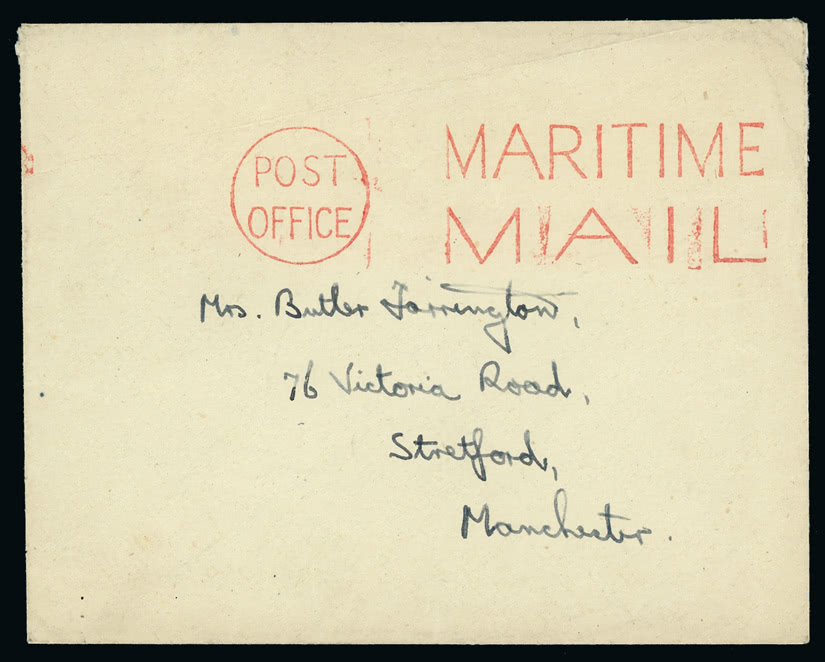 POST
OFFICE
MARITIME
MAIL
Mrs. Butler Farrington,
76 Victoria Road,
Stretford,
Manchester.